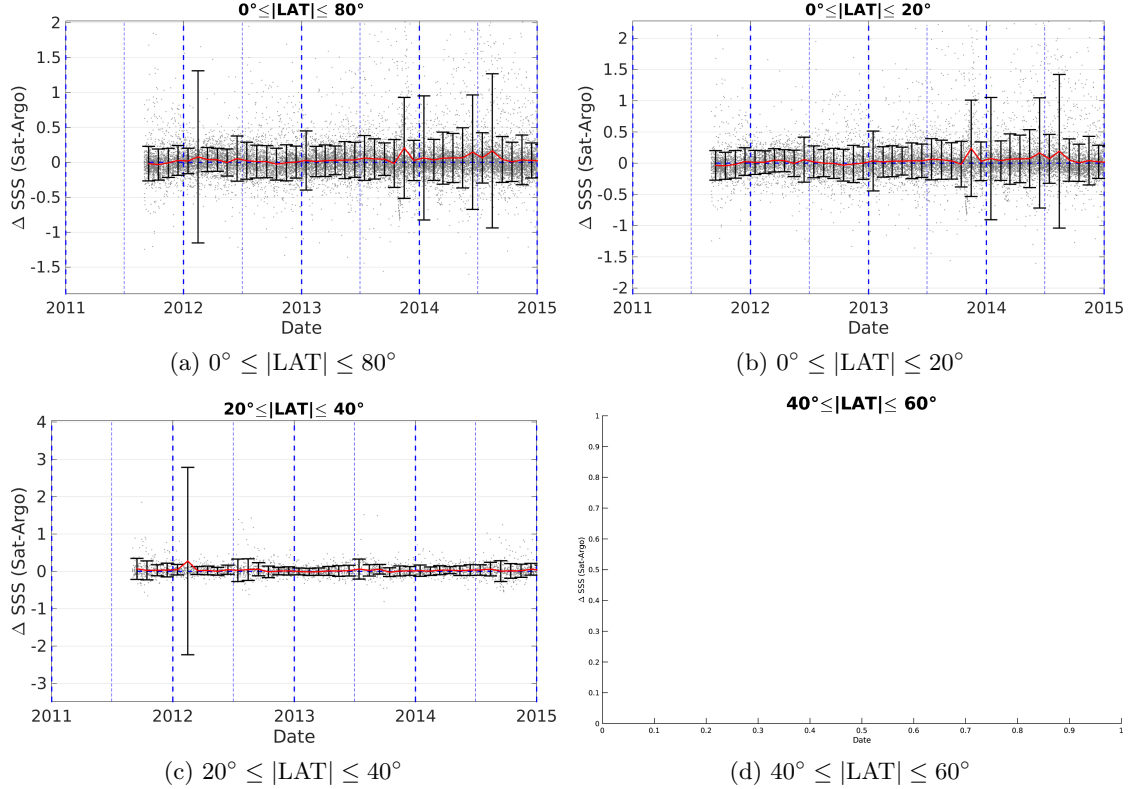 0°≤|LAT|≤ 80°
2
1.5
1
0.5
0
-0.5
-1
-1.5
Δ SSS (Sat-Argo)
2011 2012 2013 2014 2015
Date
(a) 0° ≤ |LAT| ≤ 80°
0°≤|LAT|≤ 20°
2
1.5
1
0.5
0
-0.5
-1
-1.5
-2
Δ SSS (Sat-Argo)
2011 2012 2013 2014 2015
Date
(b) 0° ≤ |LAT| ≤ 20°
20°≤|LAT|≤ 40°
4
3
2
1
0
-1
-2
-3
Δ SSS (Sat-Argo)
2011 2012 2013 2014 2015
Date
(c) 20° ≤ |LAT| ≤ 40°
40°≤|LAT|≤ 60°
1
0.9
0.8
0.7
0.6
0.5
0.4
0.3
0.2
0.1
0
Δ SSS (Sat-Argo)
0 0.1 0.2 0.3 0.4 0.5 0.6 0.7 0.8 0.9 1
Date
(d) 40° ≤ |LAT| ≤ 60°